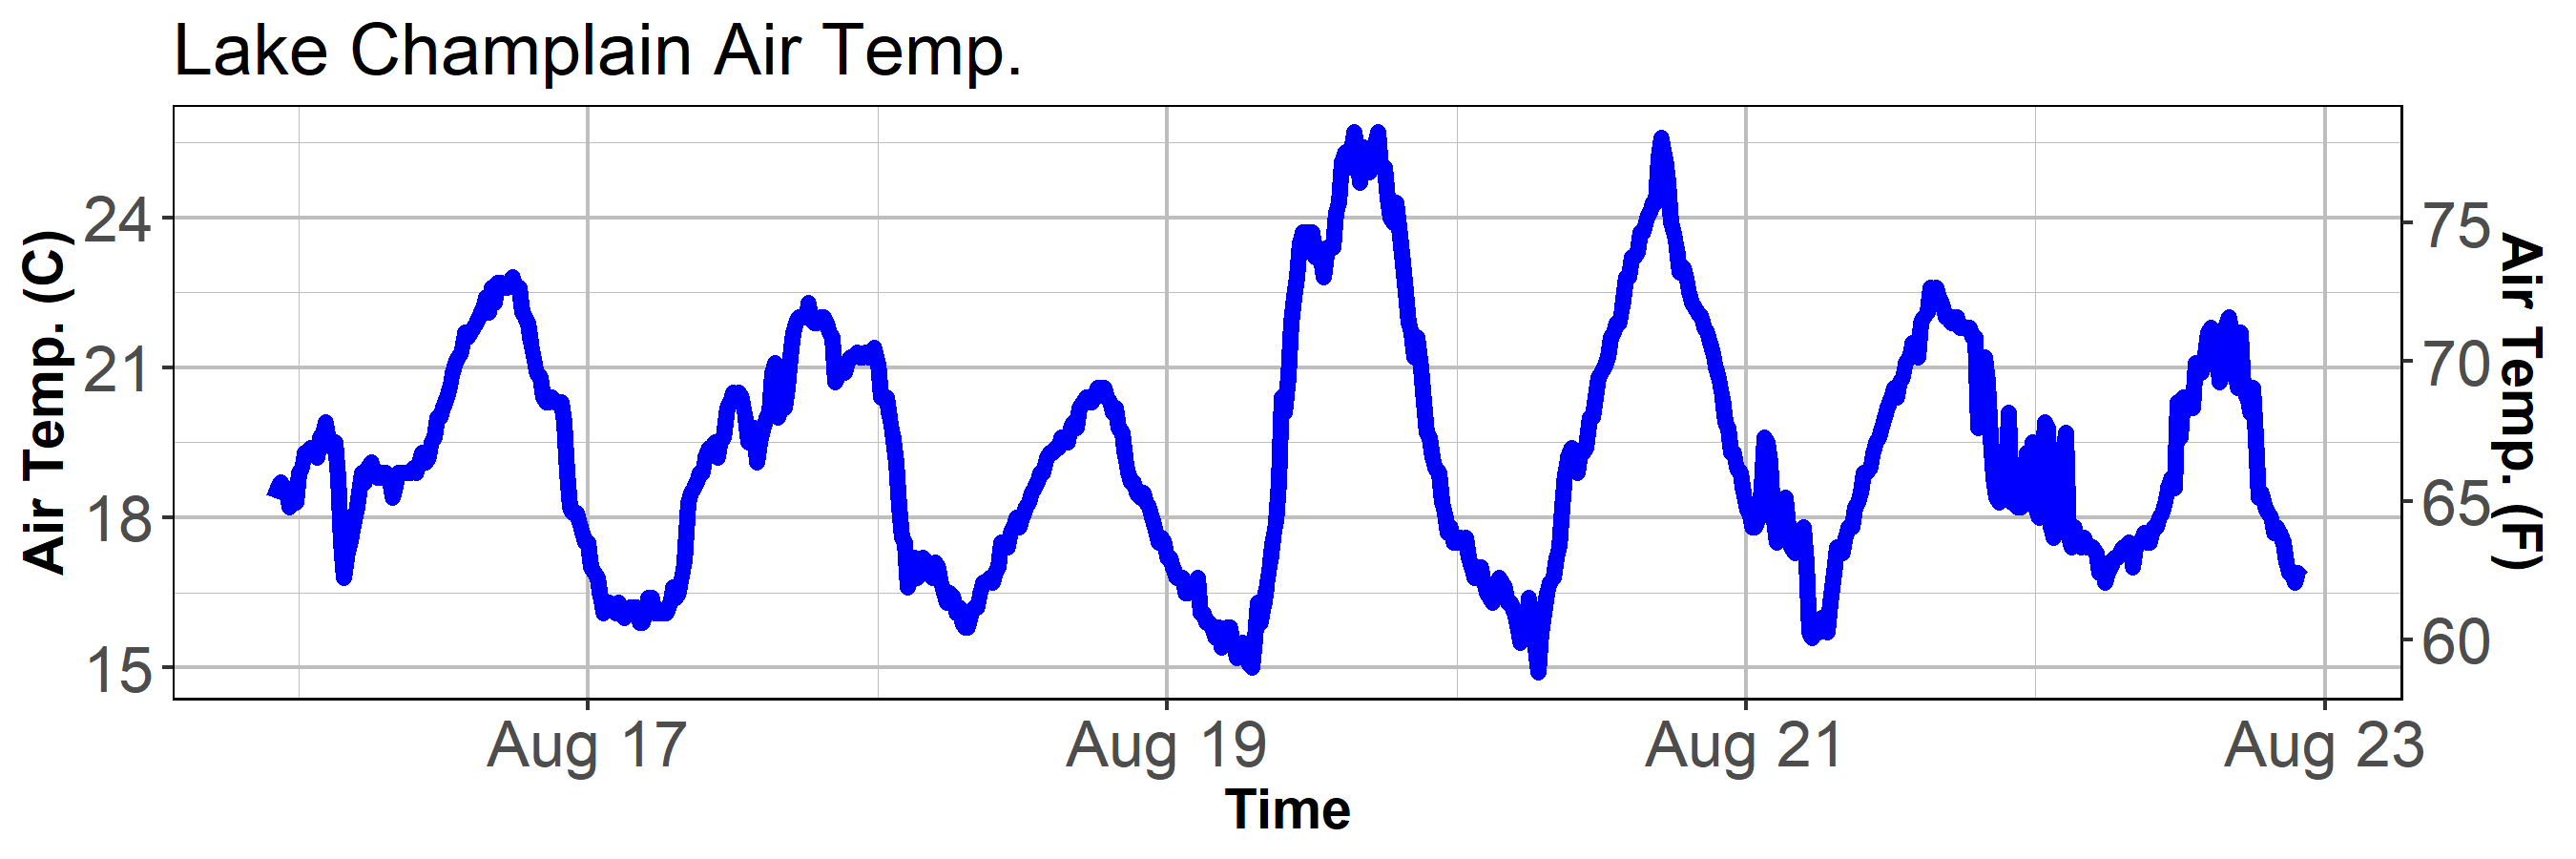 Lake Champlain Air Temp.
Air Temp. (C)
24
21
18
15
75
70
65
60
Air Temp. (F)
Aug 17
Aug 19
Aug 21
Aug 23
Time